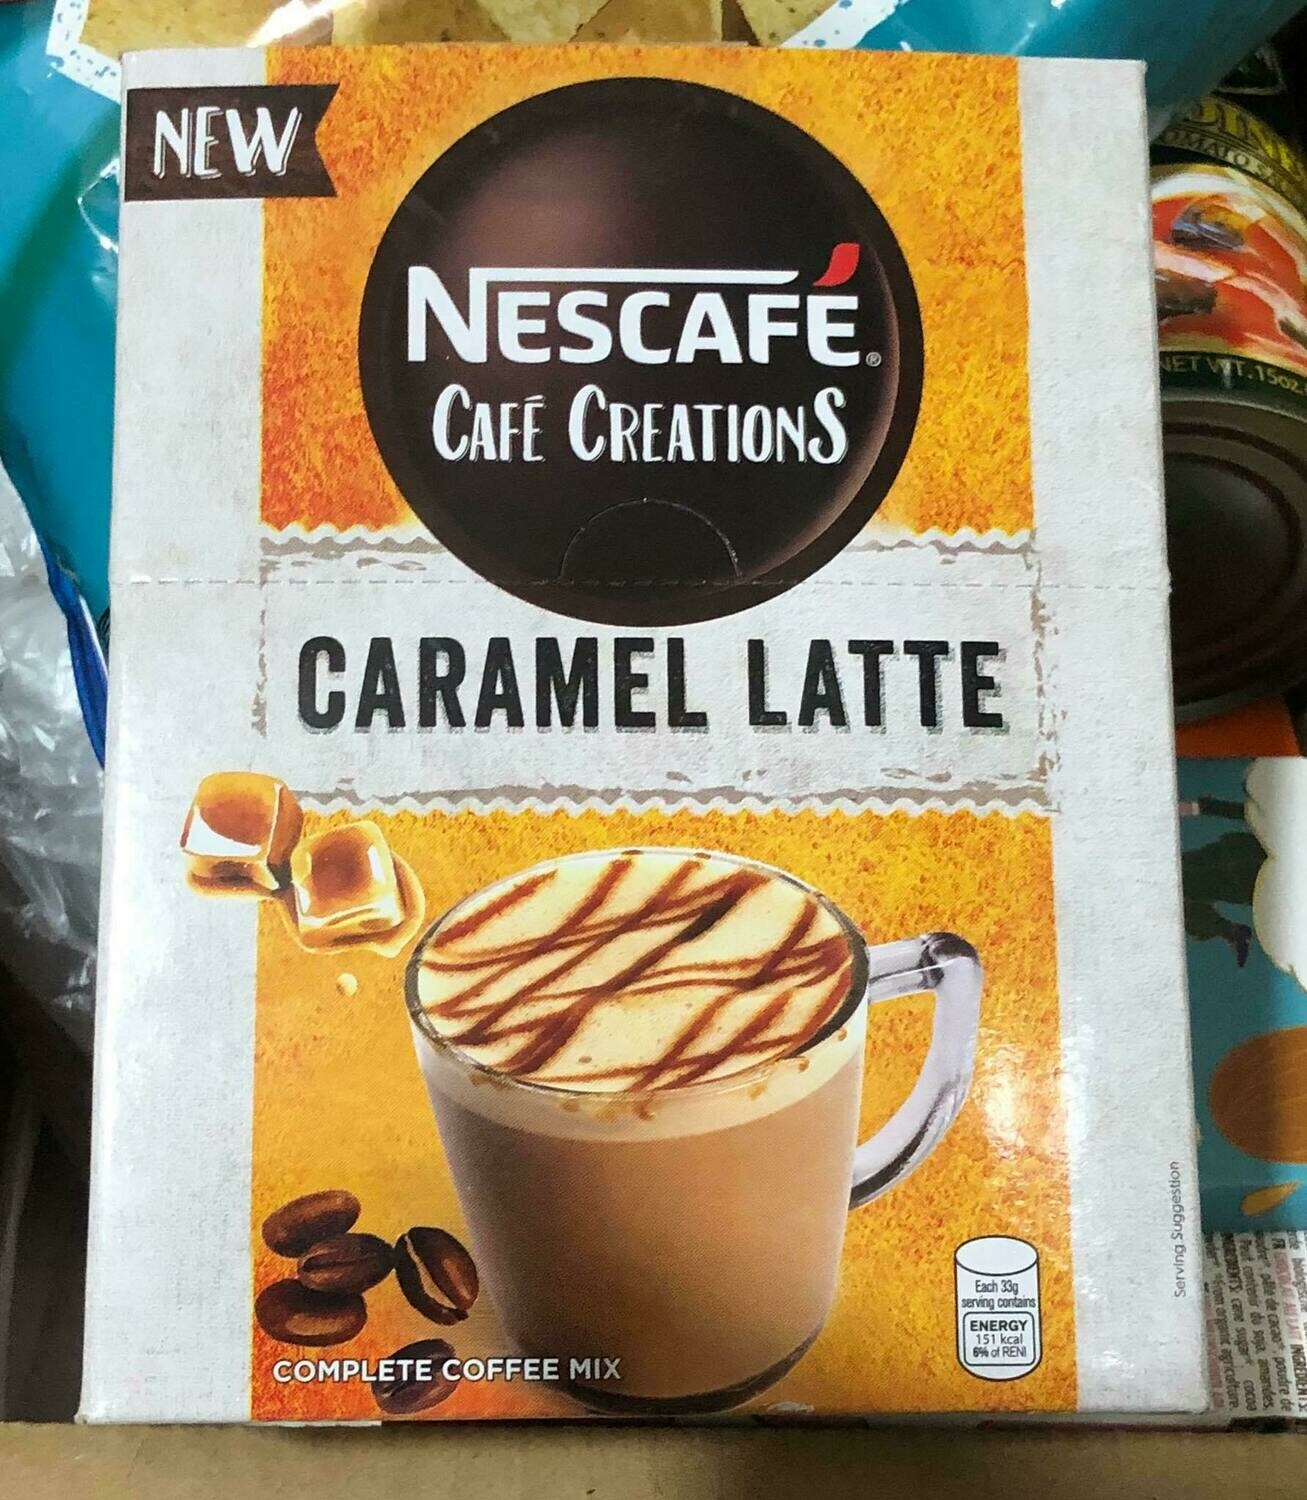 NEW
NESCAFÉ®
CAFÉ CREATIONS
CARAMEL LATTE
COMPLETE COFFEE MIX
Each 33g
serving contains
ENERGY
151 kcal
6% of RENI
Serving Suggestion
NET WT. 15oz